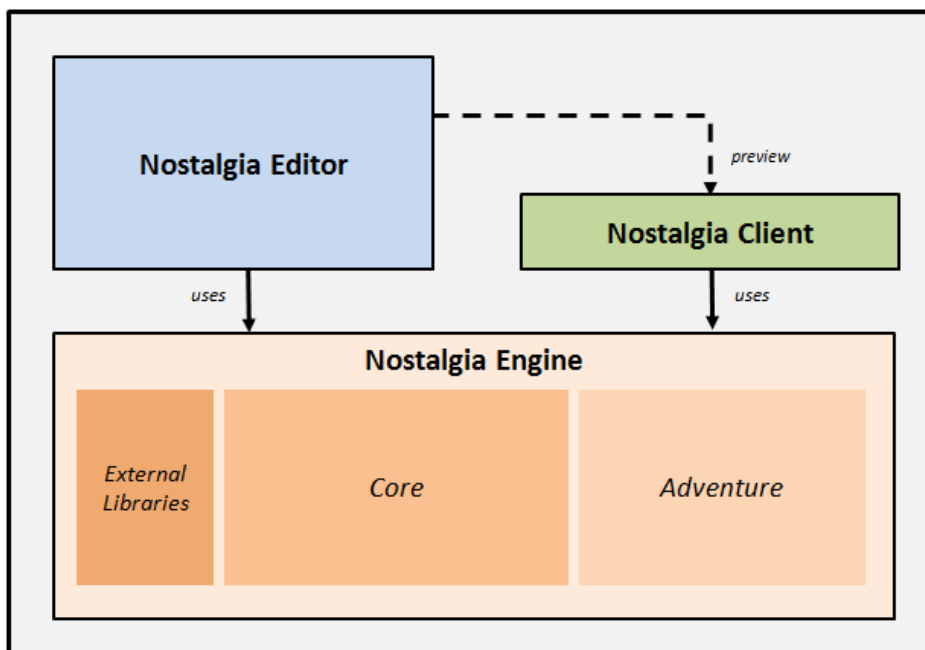 Nostalgia Editor
preview
Nostalgia Client
uses
uses
Nostalgia Engine
External
Libraries
Core
Adventure